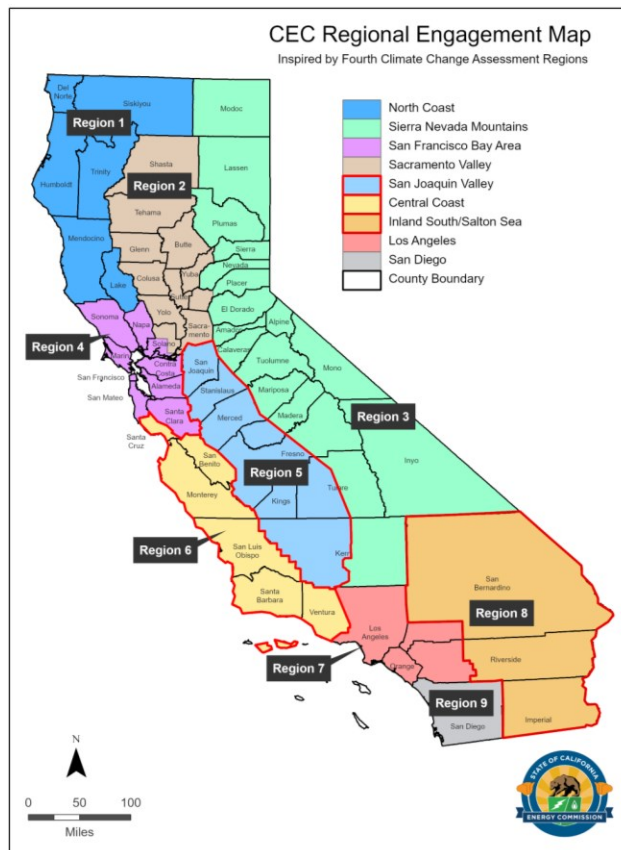 CEC Regional Engagement Map
Inspired by Fourth Climate Change Assessment Regions
North Coast
Sierra Nevada Mountains
San Francisco Bay Area
Sacramento Valley
San Joaquin Valley
Central Coast
Inland South/Salton Sea
Los Angeles
San Diego
County Boundary
Del
Norte
Siskiyou
Modoc
Region 1
Shasta
Lassen
Trinity
Humboldt
Region 2
Tehama
Plumas
Mendocino
Glenn
Butte
Sierra
Nevada
Lake
Colusa
Yuba
Sutter
Placer
Sonoma
Napa
Yolo
El Dorado
Sacra-
mento
Amador
Alpine
Solano
Region 4
Marin
Calaveras
San
Joaquin
Contra
Costa
Tuolumne
Mono
San Francisco
Alameda
Stanislaus
San Mateo
Mariposa
Santa
Clara
Merced
Madera
Region 3
Santa
Cruz
San
Benito
Fresno
Inyo
Region 5
Monterey
Kings
Tulare
Region 6
San Luis
Obispo
Kern
San
Bernardino
Santa
Barbara
Ventura
Los
Angeles
Region 8
Region 7
Orange
Riverside
Region 9
San Diego
Imperial
N
0 50 100
Miles
STATE OF CALIFORNIA
ENERGY COMMISSION